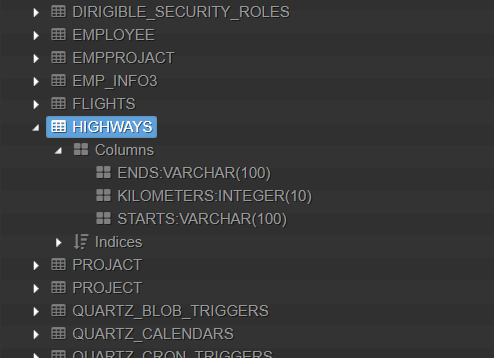 DIRIGIBLE_SECURITY_ROLES
EMPLOYEE
EMPPROJACT
EMP_INFO3
FLIGHTS
HIGHWAYS
Columns
ENDS:VARCHAR(100)
KILOMETERS:INTEGER(10)
STARTS:VARCHAR(100)
Indices
PROJACT
PROJECT
QUARTZ_BLOB_TRIGGERS
QUARTZ_CALENDARS
QUARTZ_CRON_TRIGGERS